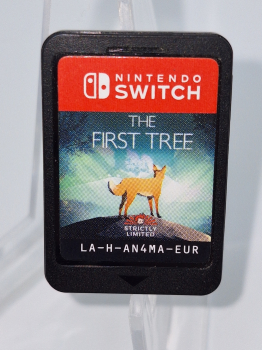 NINTENDO
SWITCH
THE
FIRST TREE
STRICTLY
LIMITED
LA-H-AN4MA-EUR